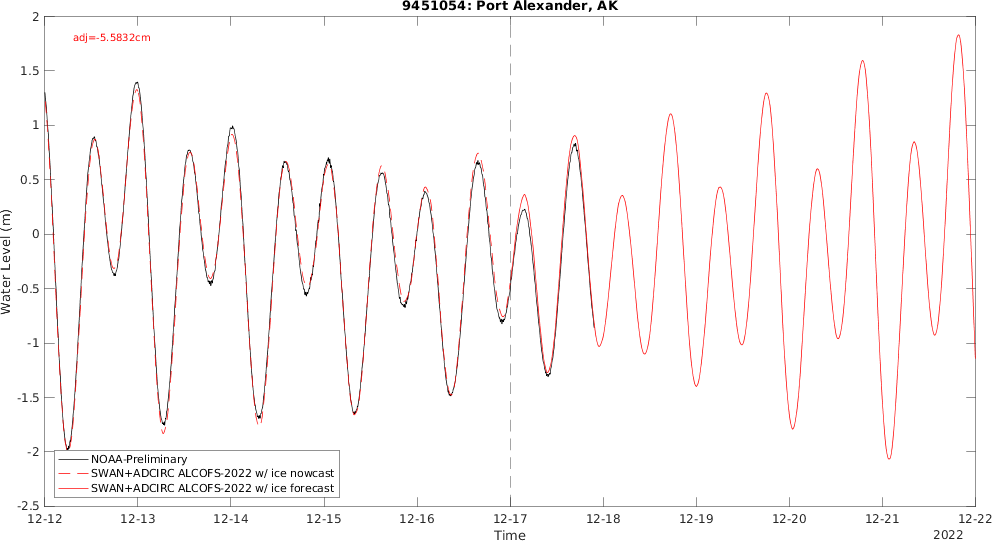 9451054: Port Alexander, AK
adj=-5.5832cm
2
1.5
1
0.5
0
-0.5
-1
-1.5
-2
-2.5
Water Level (m)
NOAA-Preliminary
SWAN+ADCIRC ALCOFS-2022 w/ ice nowcast
SWAN+ADCIRC ALCOFS-2022 w/ ice forecast
12-12 12-13 12-14 12-15 12-16 12-17 12-18 12-19 12-20 12-21 12-22
Time
2022